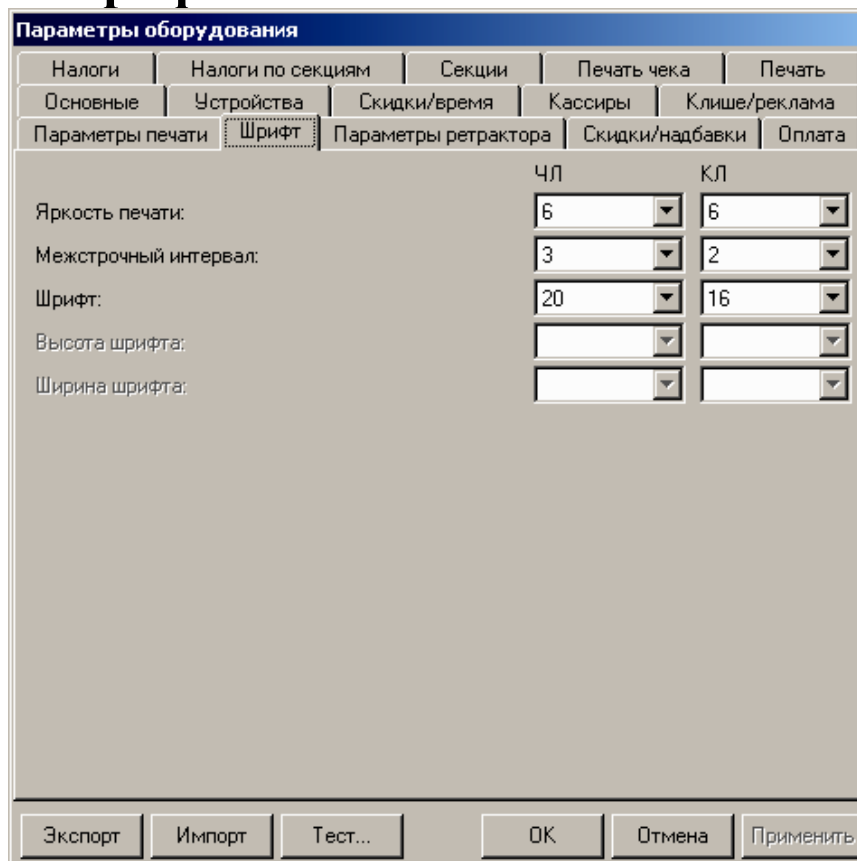 Параметры оборудования
Налоги Налоги по секциям Секции Печать чека Печать
Основные Устройства Скидки/время Кассиры Клише/реклама
Параметры печати Шрифт Параметры ретрактора Скидки/надбавки Оплата
ЧЛ КЛ
Яркость печати: 6 6
Межстрочный интервал: 3 2
Шрифт: 20 16
Высота шрифта:
Ширина шрифта:
Экспорт Импорт Тест... ОК Отмена Применить